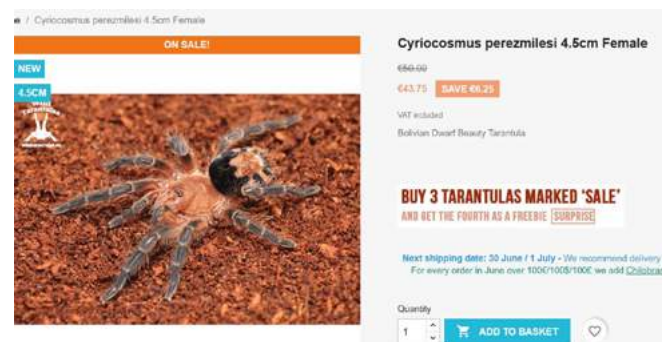 / Cyriocosmus perezmilesi 4.5cm Female
ON SALE!
NEW
4.5CM
Tarantulas
Cyriocosmus perezmilesi 4.5cm Female
€50.00
€43.75 SAVE €6.25
VAT included
Bolivian Dwarf Beauty Tarantula
BUY 3 TARANTULAS MARKED 'SALE'
AND GET THE FOURTH AS A FREEBIE SURPRISE
Next shipping date: 30 June / 1 July - We recommend delivery
For every order in June over 100€/100$/100£ we add Chilobra
Quantity
1
ADD TO BASKET